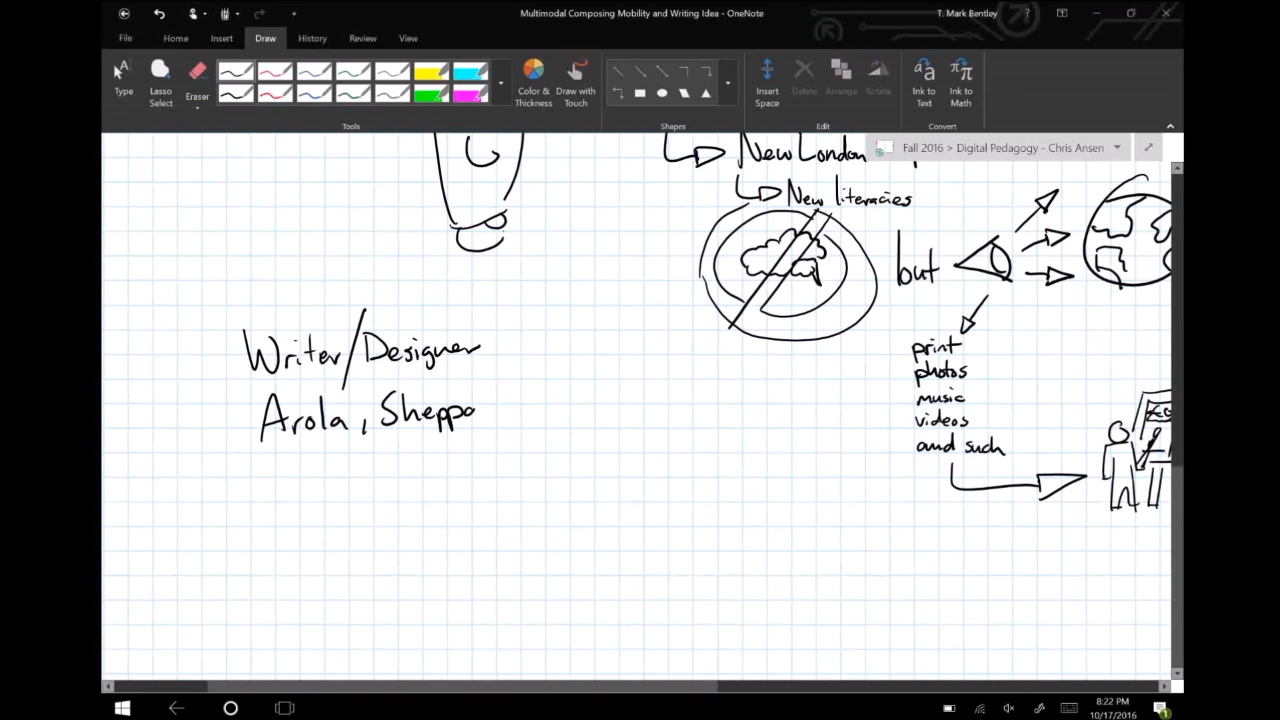 Multimodal Composing Mobility and Writing Idea - OneNote
T. Mark Bentley
?
File Home Insert Draw History Review View
Type
Lasso Select
Eraser
Color & Thickness
Draw with Touch
Insert Space
Delete
Arrange
Rotate
Ink to Text
Ink to Math
Tools
Shapes
Edit
Convert
Fall 2016 > Digital Pedagogy - Chris Ansen
New London
New literacies
but
Writer/Designer
Arola, Sheppa
print
photos
music
videos
and such
8:22 PM
10/17/2016
1